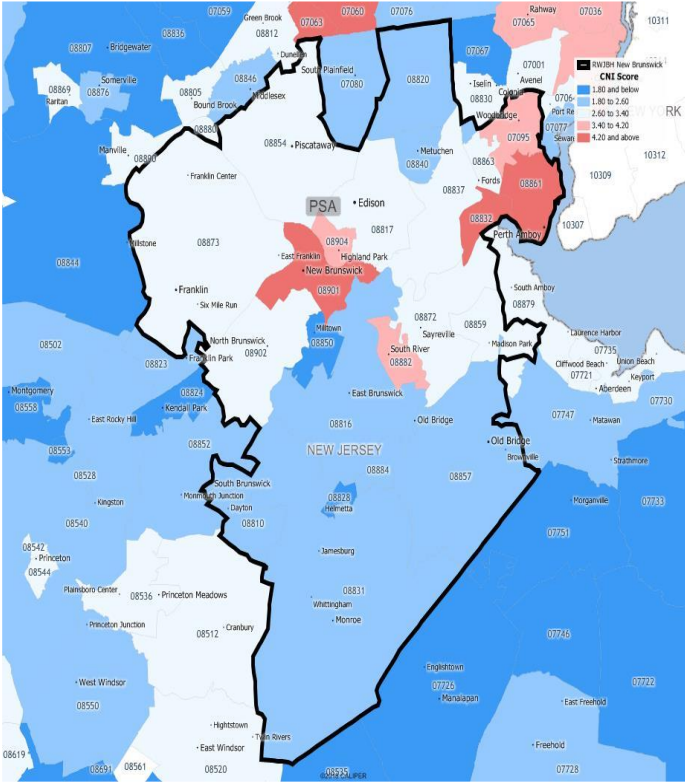 07059
07060
07076
Rahway
07036
10311
Green Brook
08812
07063
07065
08836
08807
Bridgewater
Dunellen
07067
07001
RWJBH New Brunswick
CNI Score
1.80 and below
1.80 to 2.60
2.60 to 3.40
3.40 to 4.20
4.20 and above
South Plainfield
07080
08820
Iselin
Avenel
Somerville
08869
Raritan
08876
08846
Middlesex
08805
Bound Brook
08830
Colonia
Woodbridge
Port Re
YORK
07077
Sewar
08880
07095
Manville
08854
Piscataway
Metuchen
08840
08863
10312
Fords
08861
10309
Franklin Center
08837
PSA
Edison
08832
10307
08817
Perth Amboy
08904
Highland Park
Millstone
08873
East Franklin
New Brunswick
08844
08901
Franklin
South Amboy
08879
Six Mile Run
08872
Sayreville
08859
Milltown
08850
Laurence Harbor
08502
North Brunswick
08902
Madison Park
07735
Union Beach
South River
08882
Cliffwood Beach
07721
Keyport
Aberdeen
08823
Franklin Park
Montgomery
08558
08824
Kendall Park
East Brunswick
07730
East Rocky Hill
08816
Old Bridge
07747
Matawan
08553
08852
NEW JERSEY
Old Bridge
Brownville
Strathmore
08528
08884
08857
South Brunswick
Monmouth Junction
08828
Helmetta
Kingston
Dayton
08810
Morganville
07733
08540
07751
08542
Princeton
08544
Jamesburg
Plainsboro Center
08536
Princeton Meadows
08831
Whittingham
Monroe
Princeton Junction
08512
Cranbury
07746
West Windsor
Englishtown
07726
Manalapan
07722
08550
East Freehold
Hightstown
Twin Rivers
08619
East Windsor
Freehold
08691
08561
08520
08535
CALIPER
07728